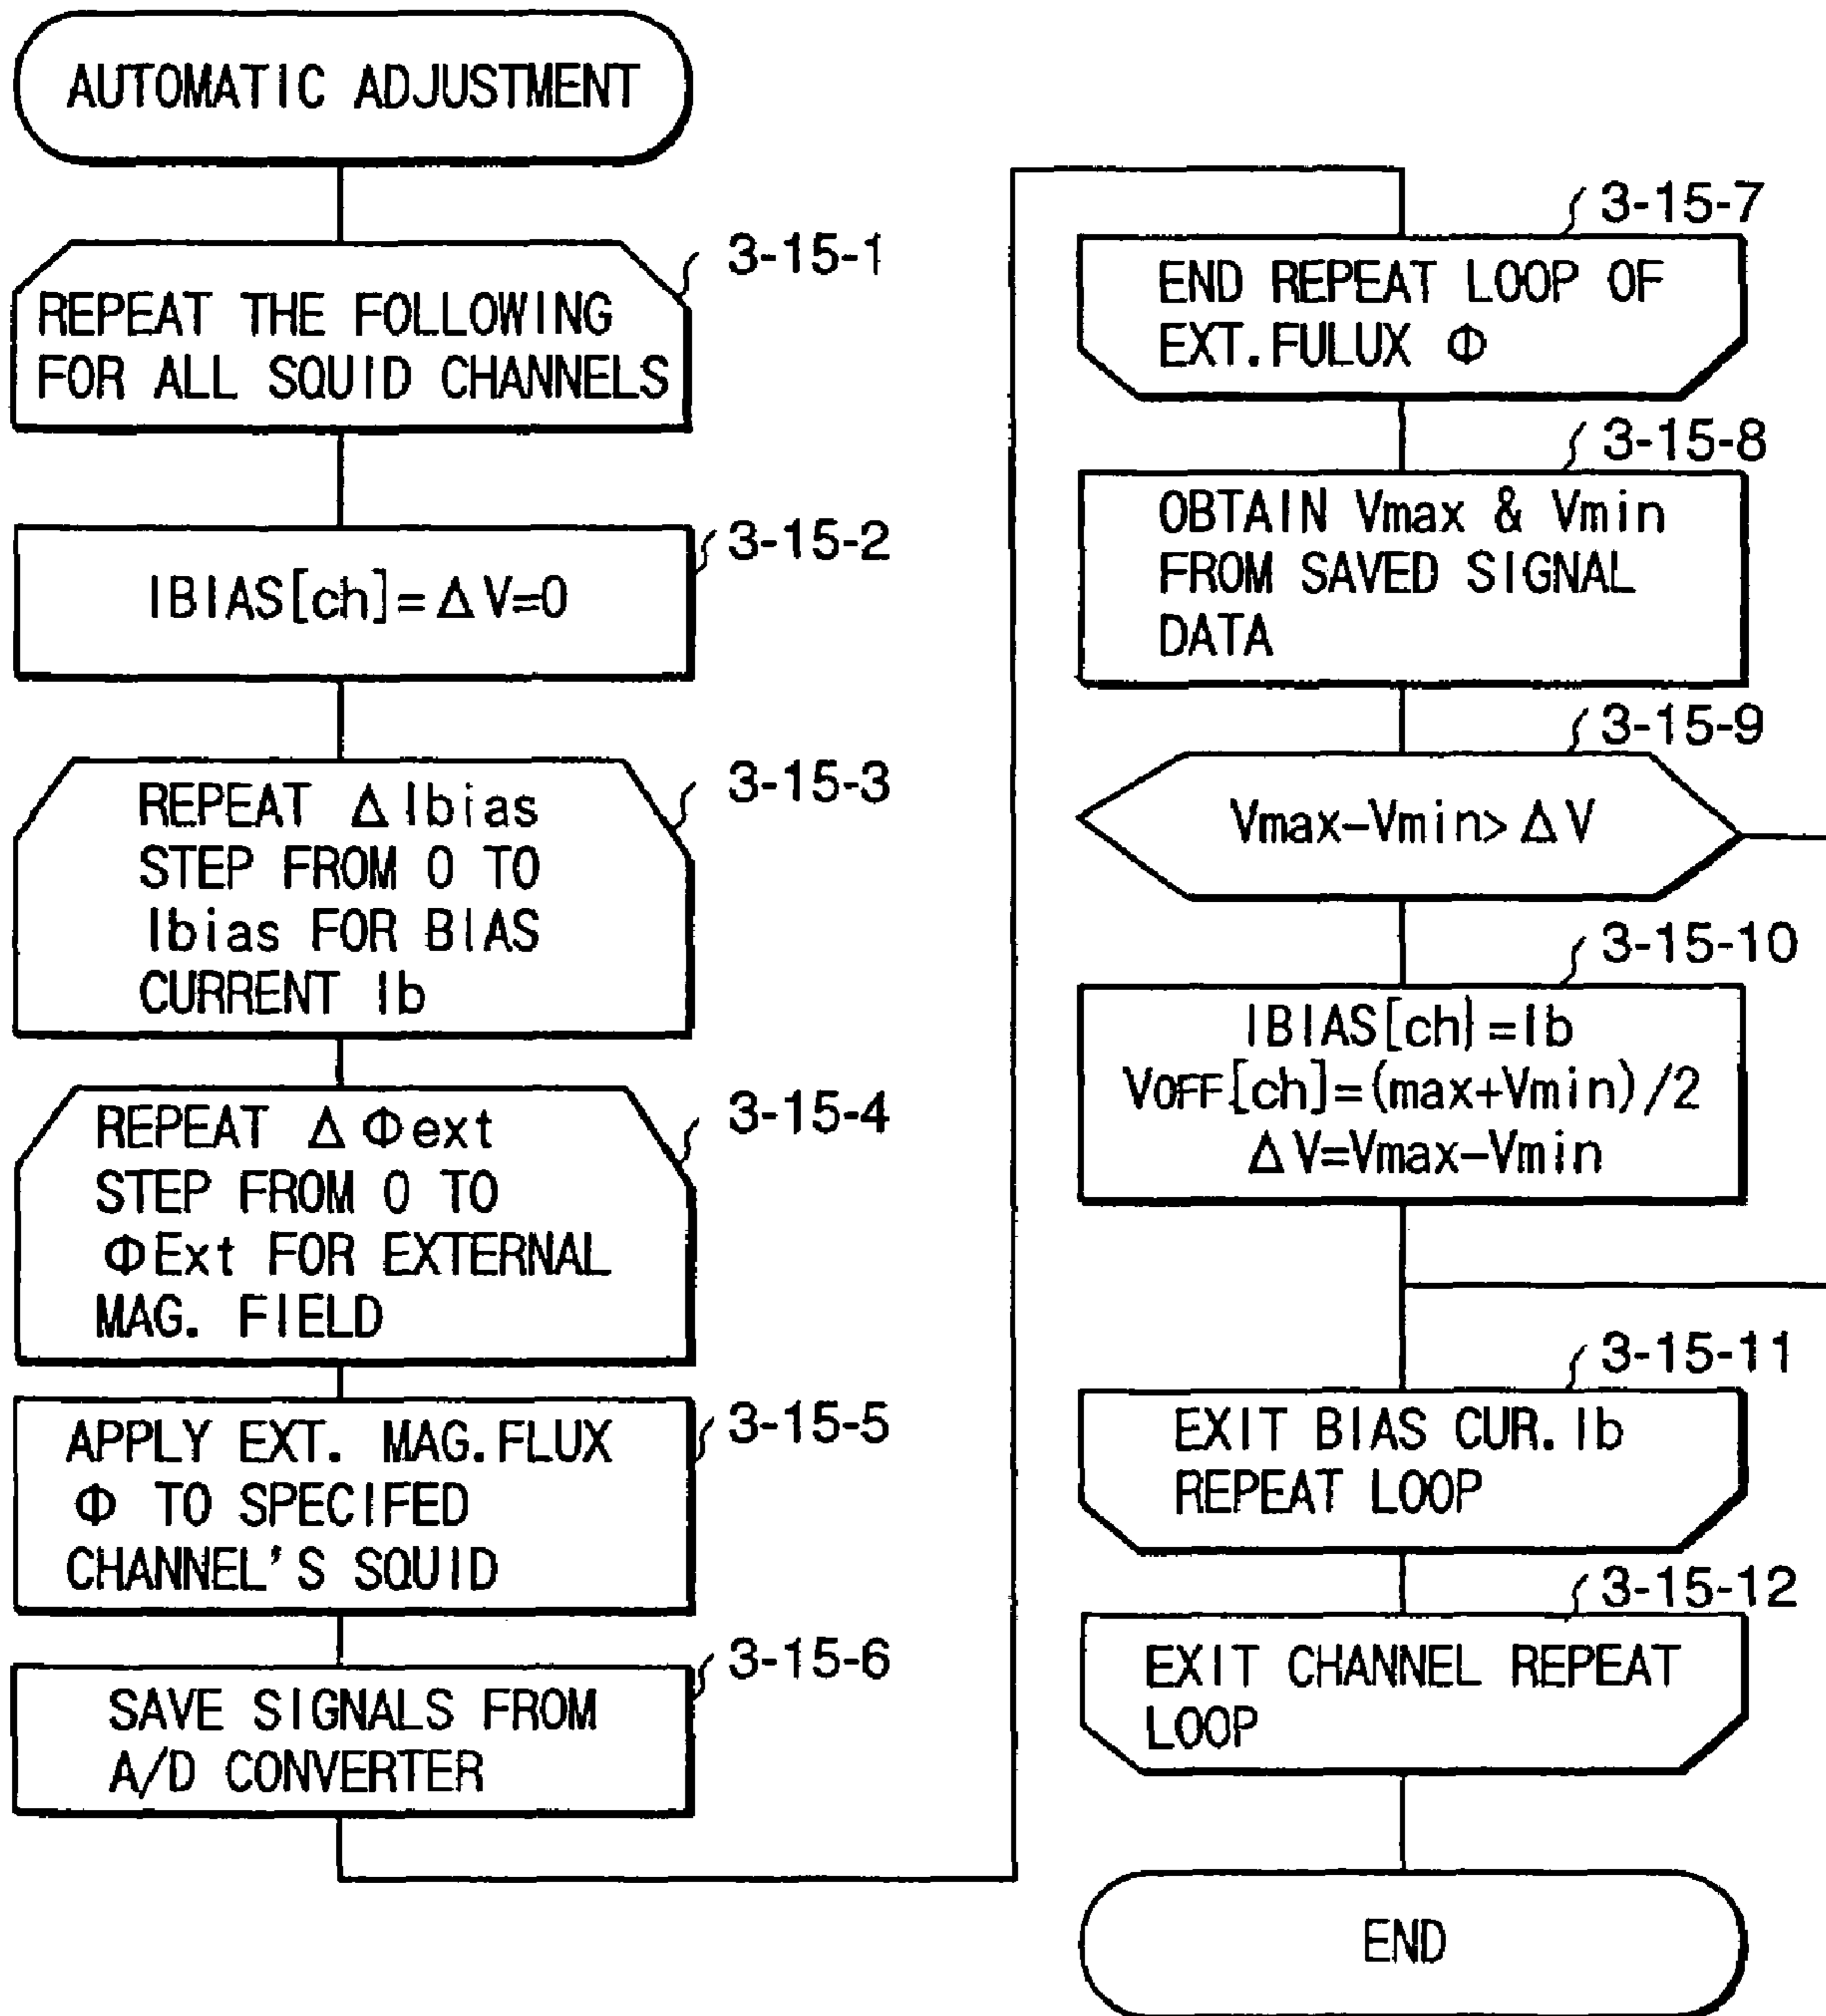 AUTOMATIC ADJUSTMENT
3-15-1
REPEAT THE FOLLOWING
FOR ALL SQUID CHANNELS
3-15-2
IBIAS[ch]=ΔV=0
3-15-3
REPEAT ΔIbias
STEP FROM 0 TO
Ibias FOR BIAS
CURRENT Ib
3-15-4
REPEAT ΔΦext
STEP FROM 0 TO
ΦExt FOR EXTERNAL
MAG. FIELD
3-15-5
APPLY EXT. MAG.FLUX
Φ TO SPECIFED
CHANNEL'S SQUID
3-15-6
SAVE SIGNALS FROM
A/D CONVERTER
3-15-7
END REPEAT LOOP OF
EXT.FULUX Φ
3-15-8
OBTAIN Vmax & Vmin
FROM SAVED SIGNAL
DATA
3-15-9
Vmax-Vmin>ΔV
3-15-10
IBIAS[ch]=Ib
VOFF[ch]=(max+Vmin)/2
ΔV=Vmax-Vmin
3-15-11
EXIT BIAS CUR.Ib
REPEAT LOOP
3-15-12
EXIT CHANNEL REPEAT
LOOP
END